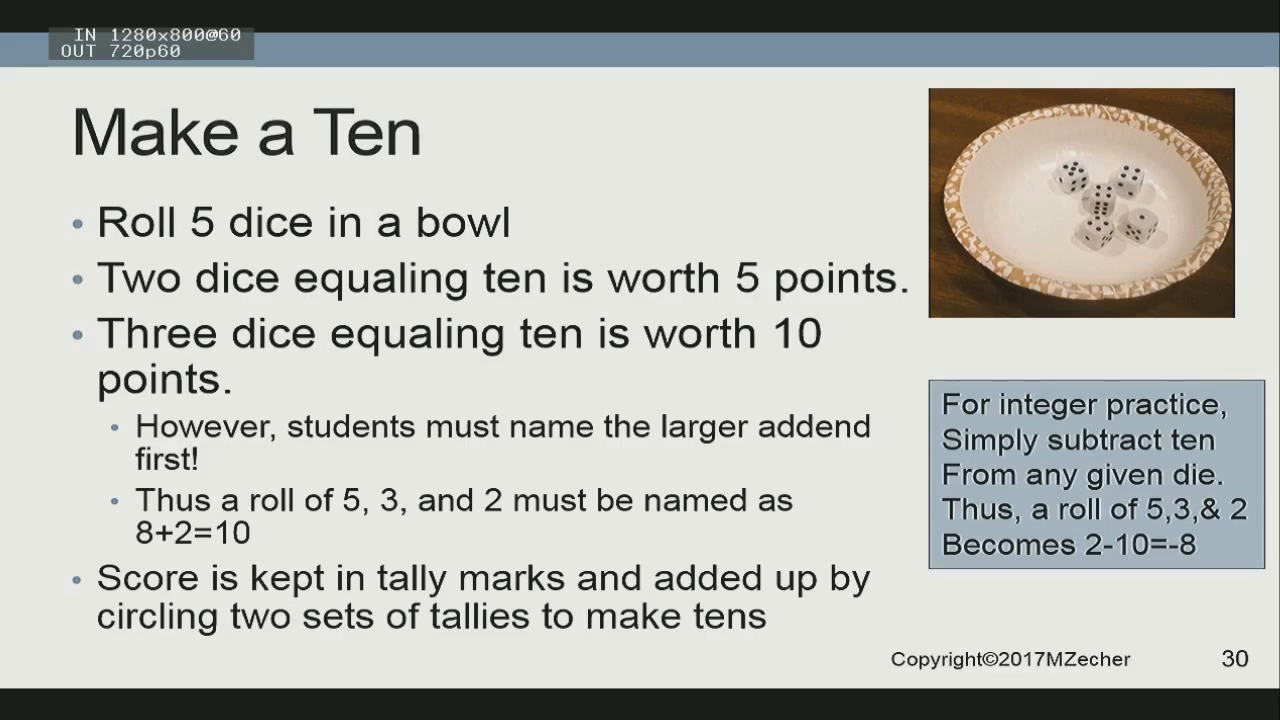 IN 1280x800@60
OUT 720p60
Make a Ten
• Roll 5 dice in a bowl
• Two dice equaling ten is worth 5 points.
• Three dice equaling ten is worth 10
points.
• However, students must name the larger addend
first!
• Thus a roll of 5, 3, and 2 must be named as
8+2=10
• Score is kept in tally marks and added up by
circling two sets of tallies to make tens
For integer practice,
Simply subtract ten
From any given die.
Thus, a roll of 5,3,& 2
Becomes 2-10=-8
Copyright©2017MZecher
30